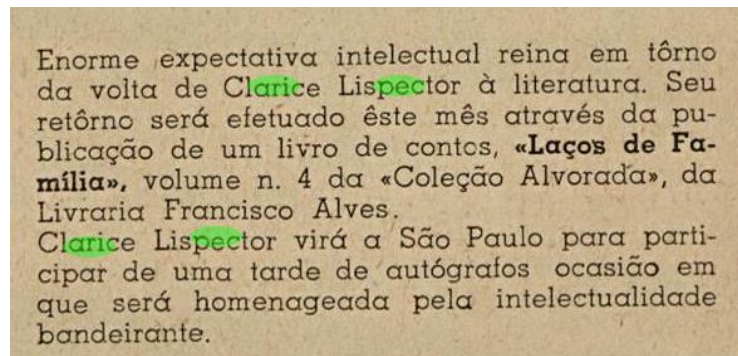 Enorme expectativa intelectual reina em tôrno
da volta de Clarice Lispector à literatura. Seu
retôrno será efetuado êste mês através da pu-
blicação de um livro de contos, «Laços de Fa-
mília», volume n. 4 da «Coleção Alvorada», da
Livraria Francisco Alves.
Clarice Lispector virá a São Paulo para parti-
cipar de uma tarde de autógrafos ocasião em
que será homenageada pela intelectualidade
bandeirante.